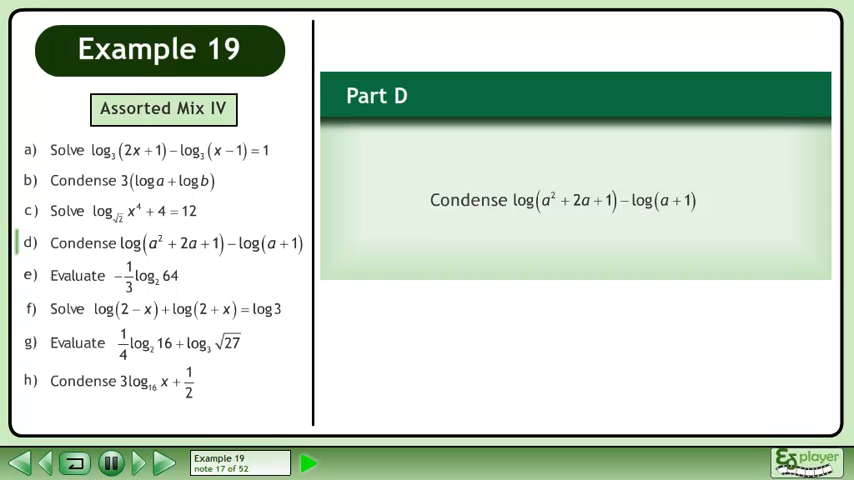 Example 19
Assorted Mix IV
a) Solve log₃(2x + 1) – log₃(x – 1) = 1
b) Condense 3(log a + log b)
c) Solve log_√2 x⁴ + 4 = 12
d) Condense log(a² + 2a + 1) – log(a + 1)
e) Evaluate –1/3 log₂ 64
f) Solve log(2 – x) + log(2 + x) = log 3
g) Evaluate 1/4 log₂ 16 + log₃ √27
h) Condense 3log₁₆ x + 1/2
Part D
Condense log(a² + 2a + 1) – log(a + 1)
Example 19
note 17 of 52
player